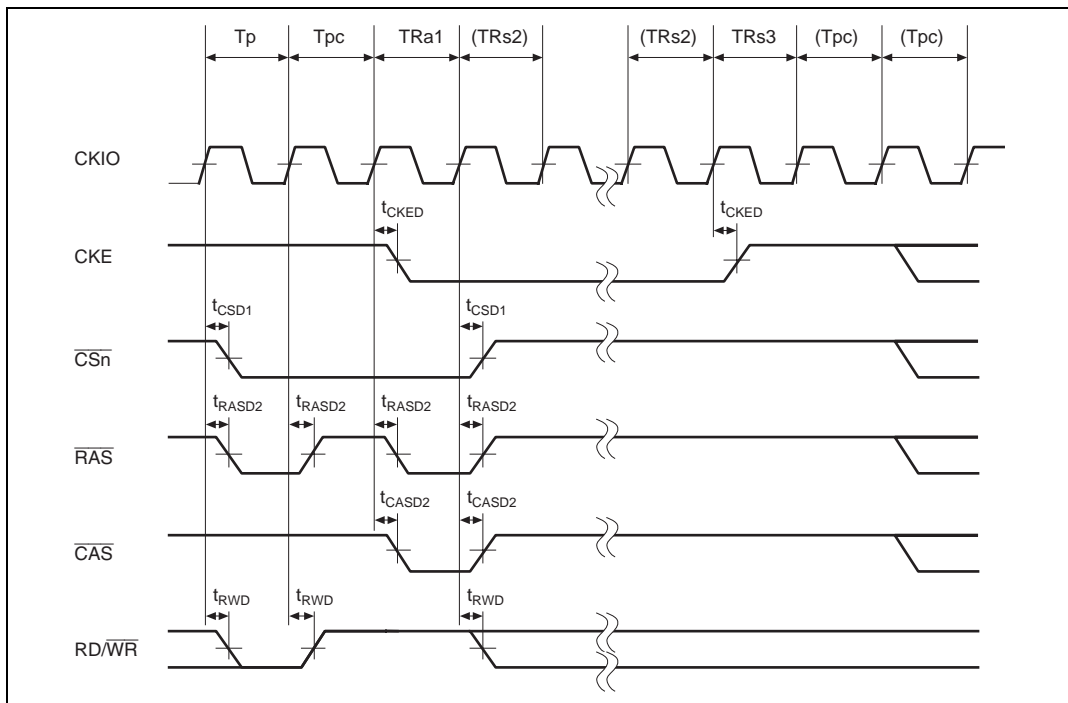 Tp Tpc TRa1 (TRs2) (TRs2) TRs3 (Tpc) (Tpc)
CKIO
tCKED tCKED
CKE
tCSD1 tCSD1
CSn
tRASD2 tRASD2 tRASD2 tRASD2
RAS
tCASD2 tCASD2
CAS
tRWD tRWD tRWD
RD/WR